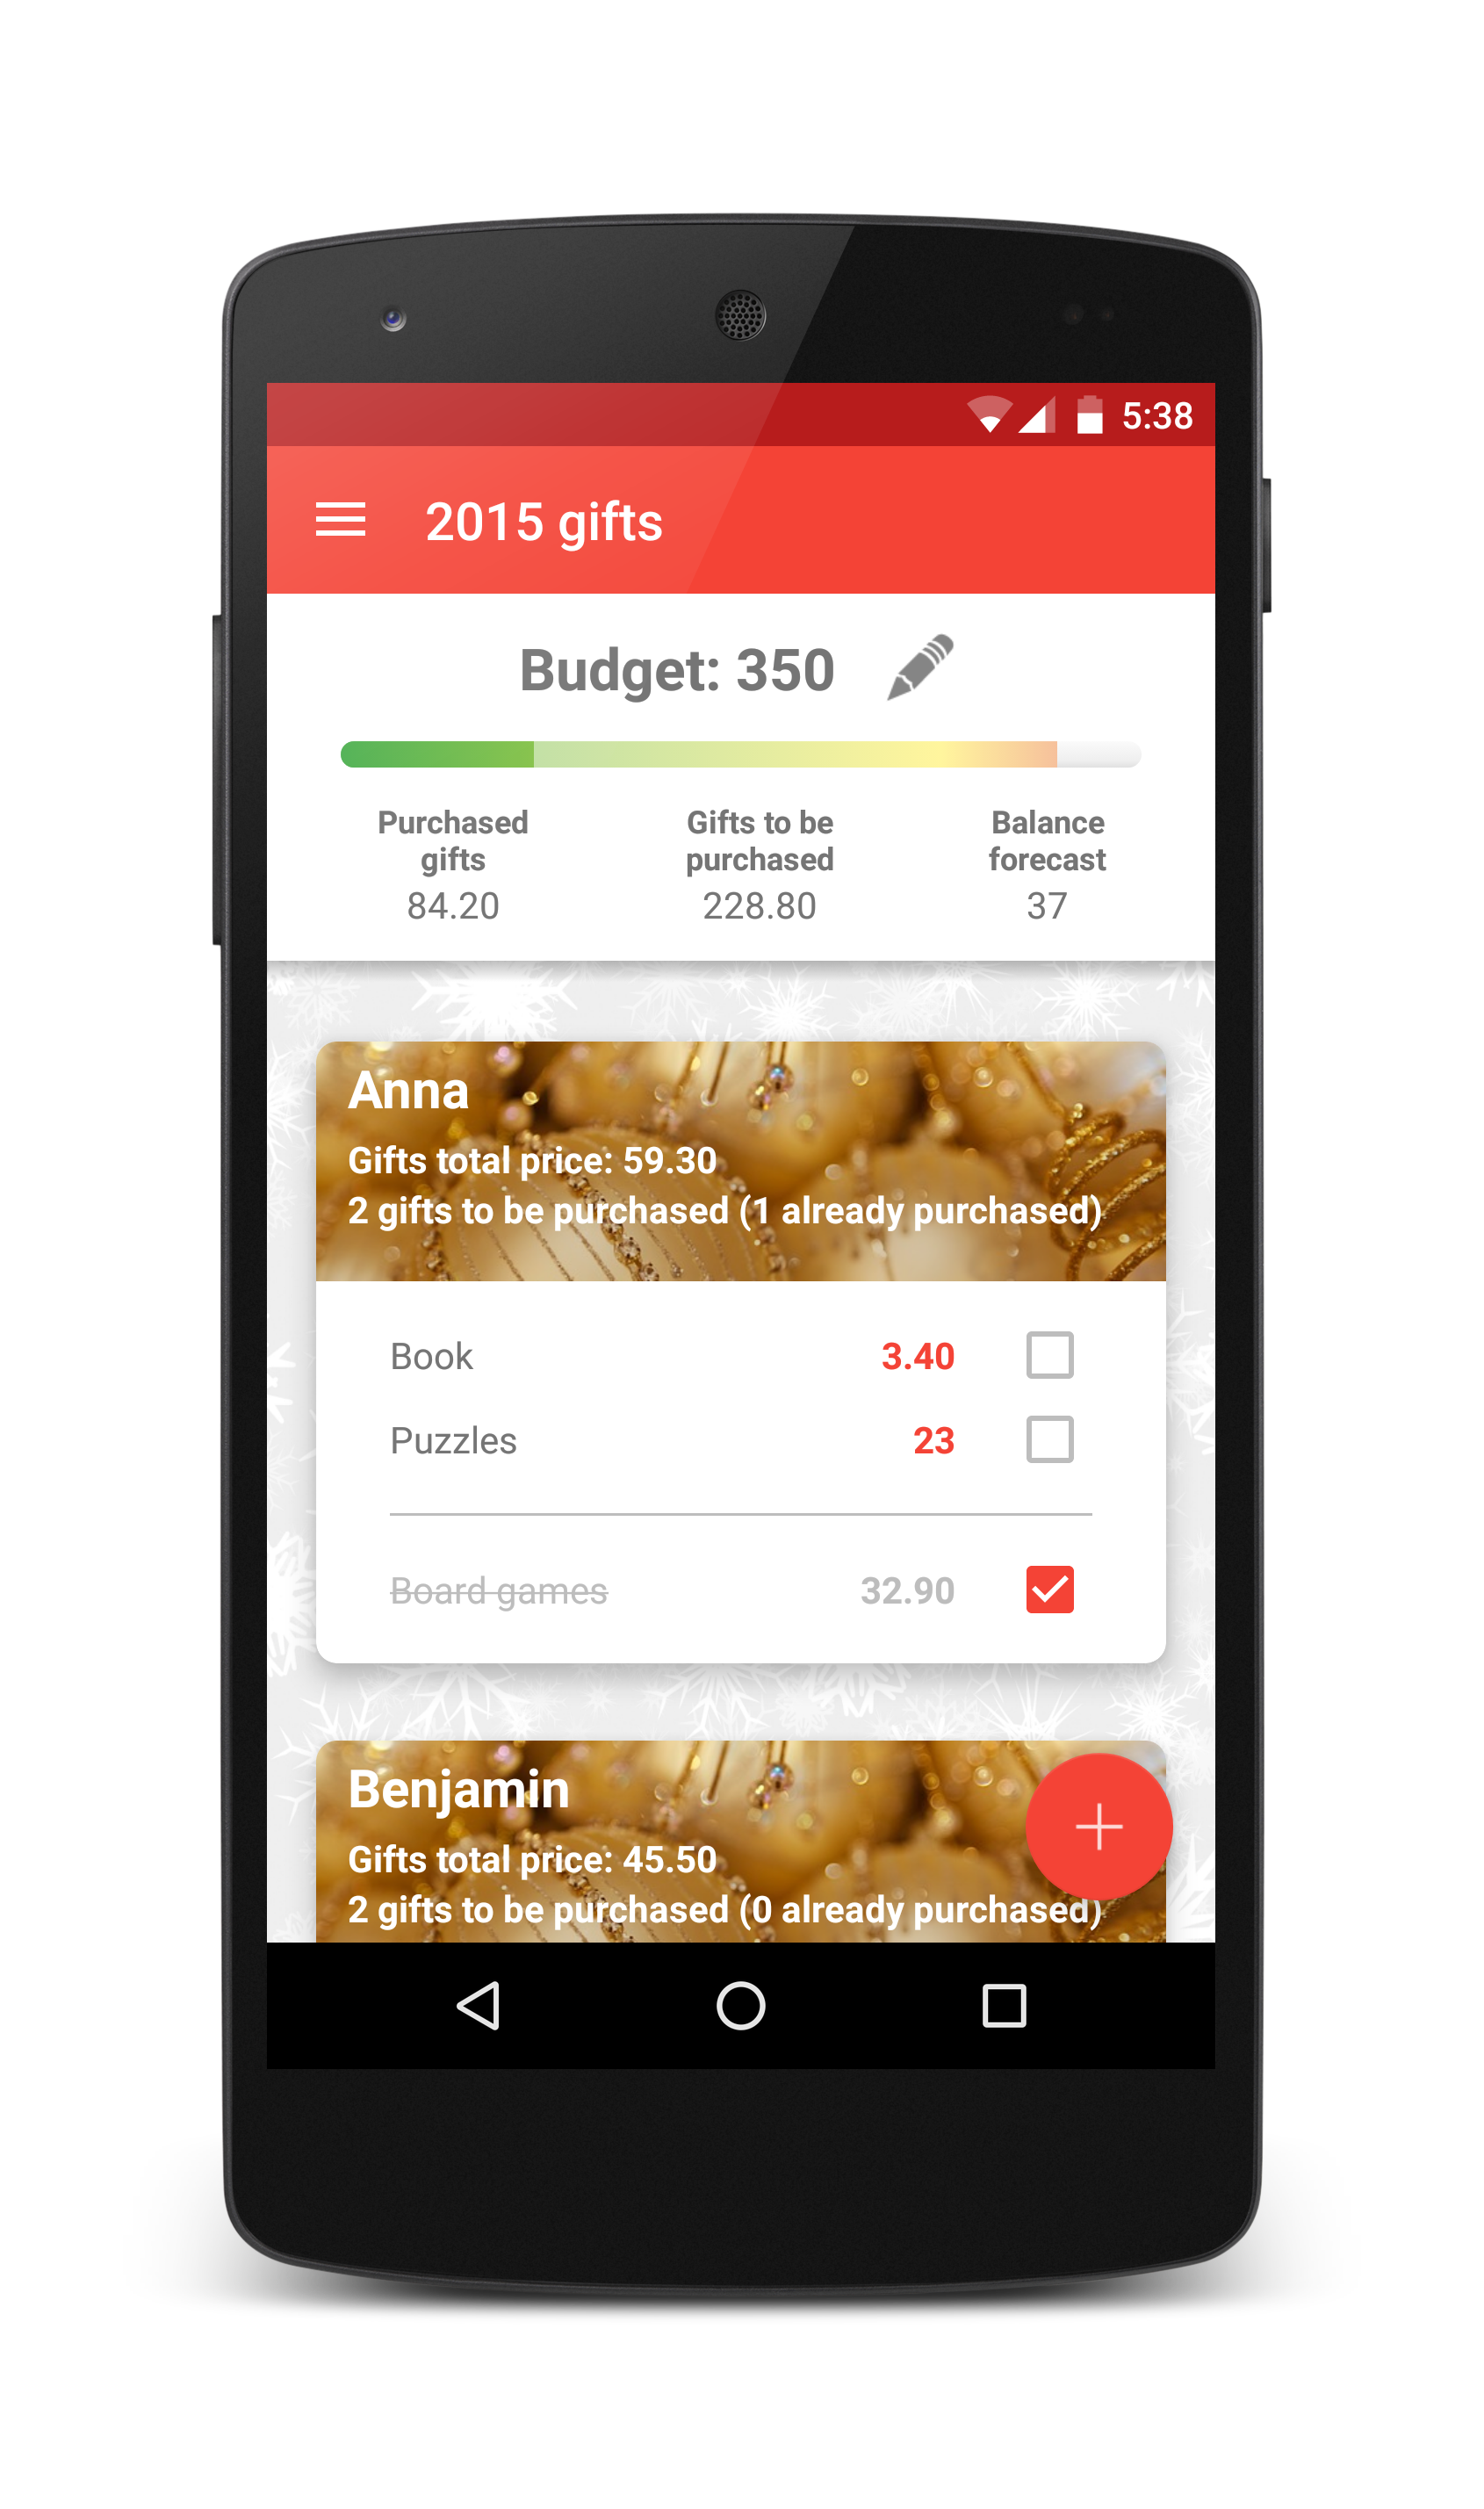 5:38
2015 gifts
Budget: 350
Purchased gifts
84.20
Gifts to be purchased
228.80
Balance forecast
37
Anna
Gifts total price: 59.30
2 gifts to be purchased (1 already purchased)
Book 3.40
Puzzles 23
Board games 32.90
Benjamin
Gifts total price: 45.50
2 gifts to be purchased (0 already purchased)